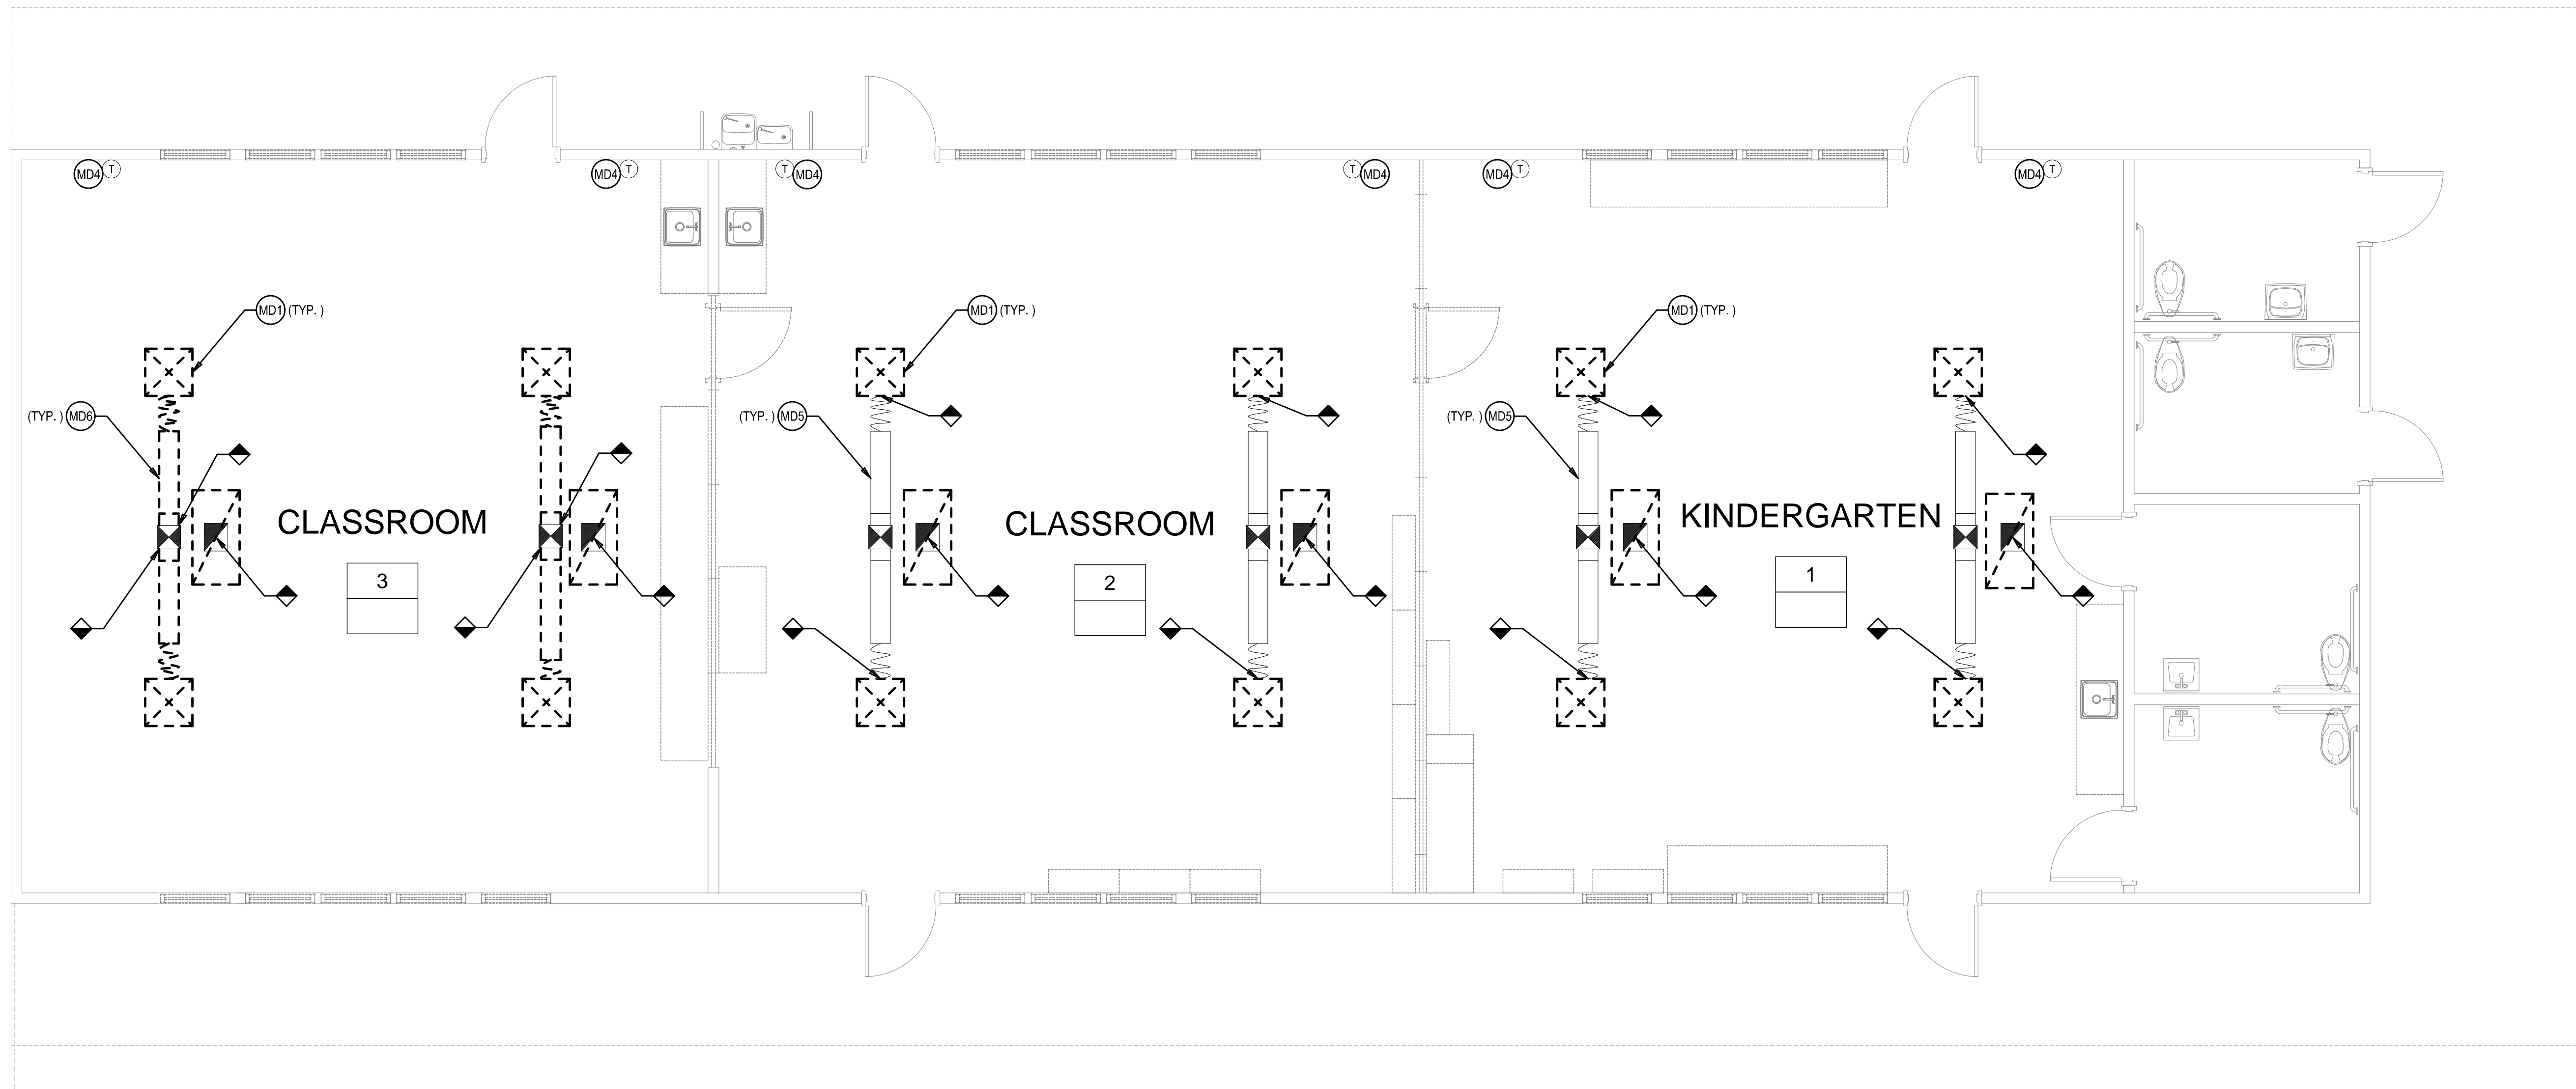 MD4 T
MD4 T
T MD4
T MD4
MD4 T
MD4 T
MD1 (TYP. )
MD1 (TYP. )
MD1 (TYP. )
(TYP. ) MD6
(TYP. ) MD5
(TYP. ) MD5
CLASSROOM
3
CLASSROOM
2
KINDERGARTEN
1